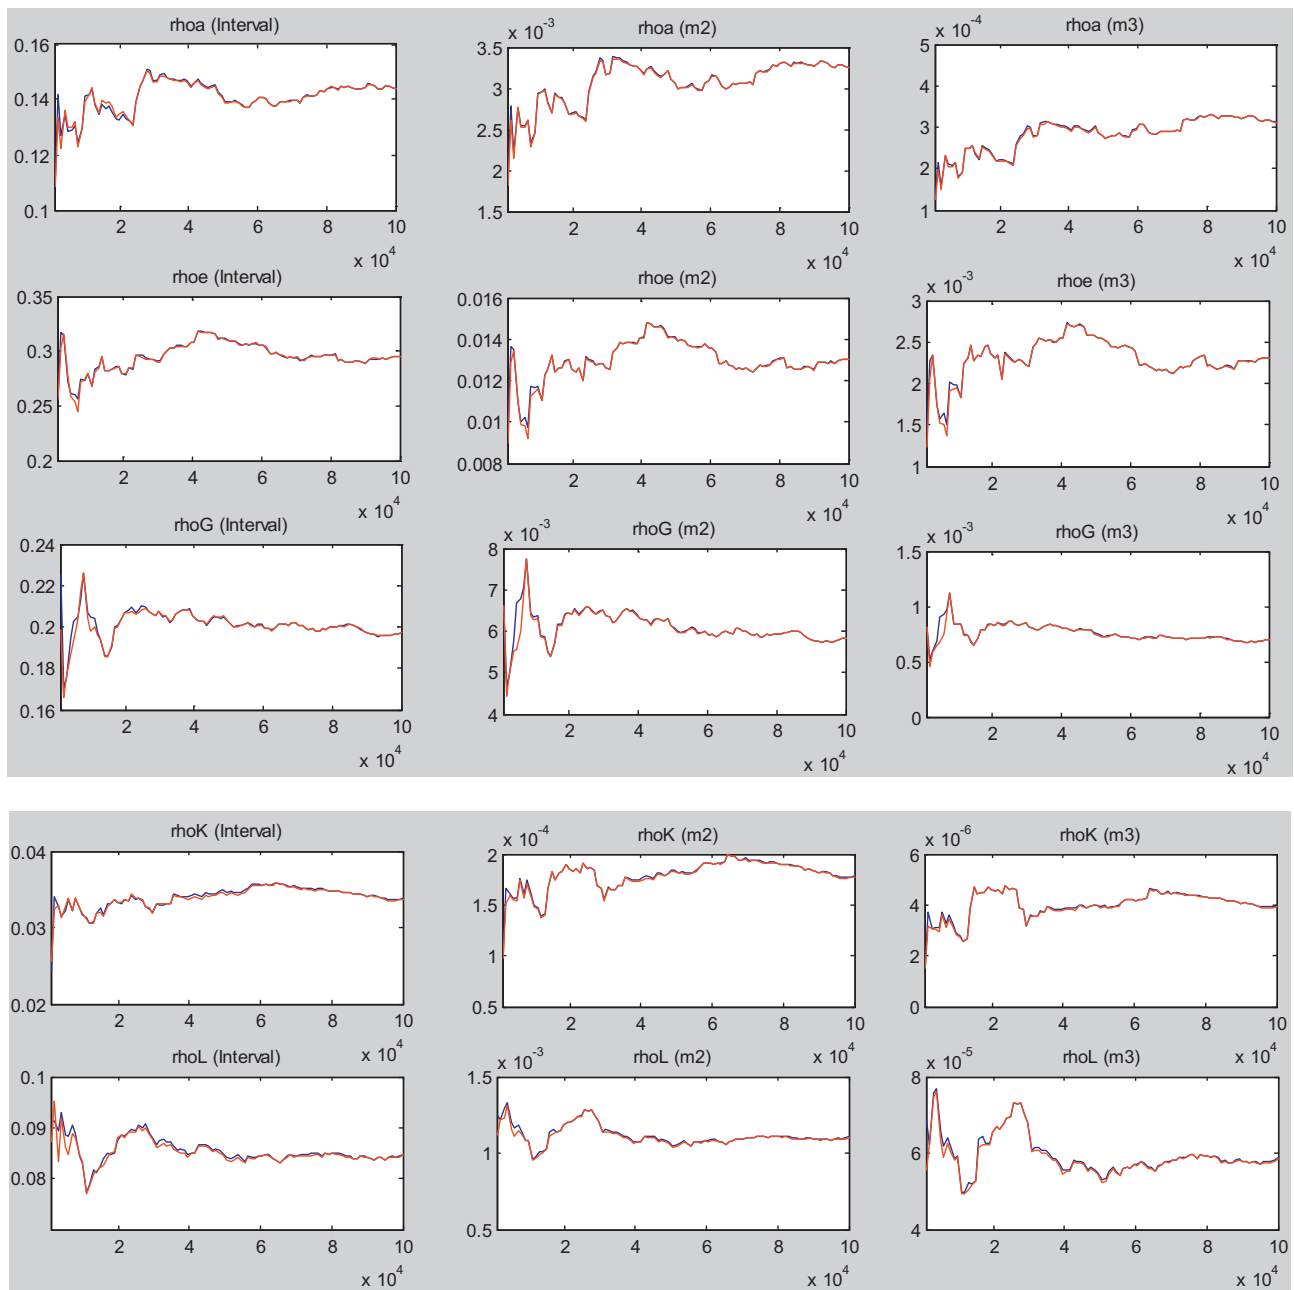 rhoa (Interval)
0.16
0.14
0.12
0.1
2 4 6 8 10
x 10^4
rhoa (m2)
x 10^-3
3.5
3
2.5
2
1.5
2 4 6 8 10
x 10^4
rhoa (m3)
x 10^-4
5
4
3
2
1
2 4 6 8 10
x 10^4
rhoe (Interval)
0.35
0.3
0.25
0.2
2 4 6 8 10
x 10^4
rhoe (m2)
0.016
0.014
0.012
0.01
0.008
2 4 6 8 10
x 10^4
rhoe (m3)
x 10^-3
3
2.5
2
1.5
1
2 4 6 8 10
x 10^4
rhoG (Interval)
0.24
0.22
0.2
0.18
0.16
2 4 6 8 10
x 10^4
rhoG (m2)
x 10^-3
8
7
6
5
4
2 4 6 8 10
x 10^4
rhoG (m3)
x 10^-3
1.5
1
0.5
0
2 4 6 8 10
x 10^4
rhoK (Interval)
0.04
0.03
0.02
2 4 6 8 10
x 10^4
rhoK (m2)
x 10^-4
2
1.5
1
0.5
2 4 6 8 10
x 10^4
rhoK (m3)
x 10^-6
6
4
2
0
2 4 6 8 10
x 10^4
rhoL (Interval)
0.1
0.09
0.08
2 4 6 8 10
x 10^4
rhoL (m2)
x 10^-3
1.5
1
0.5
2 4 6 8 10
x 10^4
rhoL (m3)
x 10^-5
8
6
4
2 4 6 8 10
x 10^4